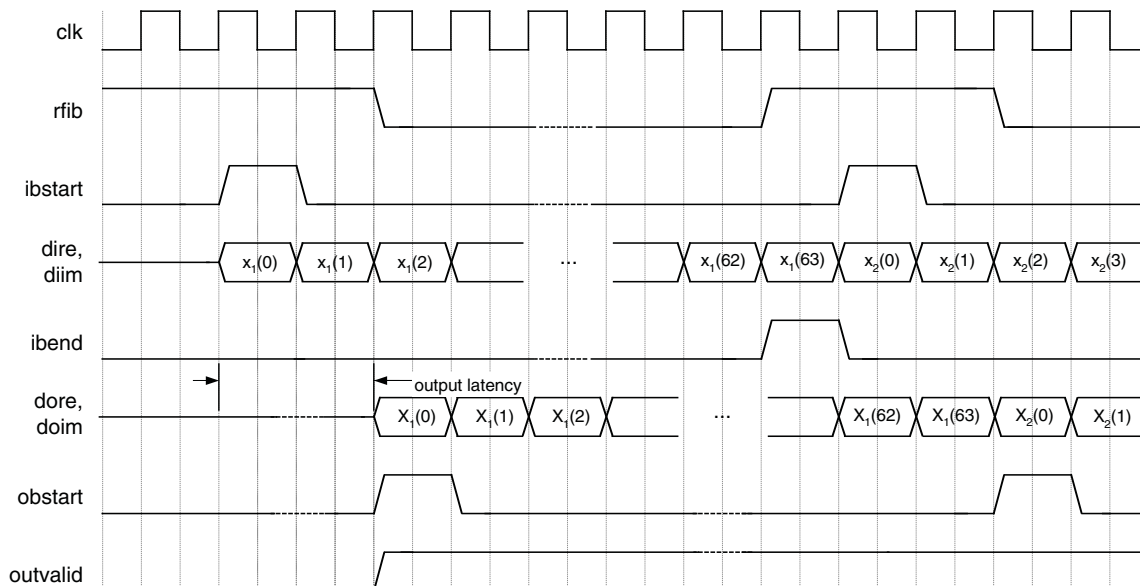 clk
rfib
ibstart
dire,
diim
x₁(0) x₁(1) x₁(2) ... x₁(62) x₁(63) x₂(0) x₂(1) x₂(2) x₂(3)
ibend
output latency
dore,
doim
X₁(0) X₁(1) X₁(2) ... X₁(62) X₁(63) X₂(0) X₂(1)
obstart
outvalid